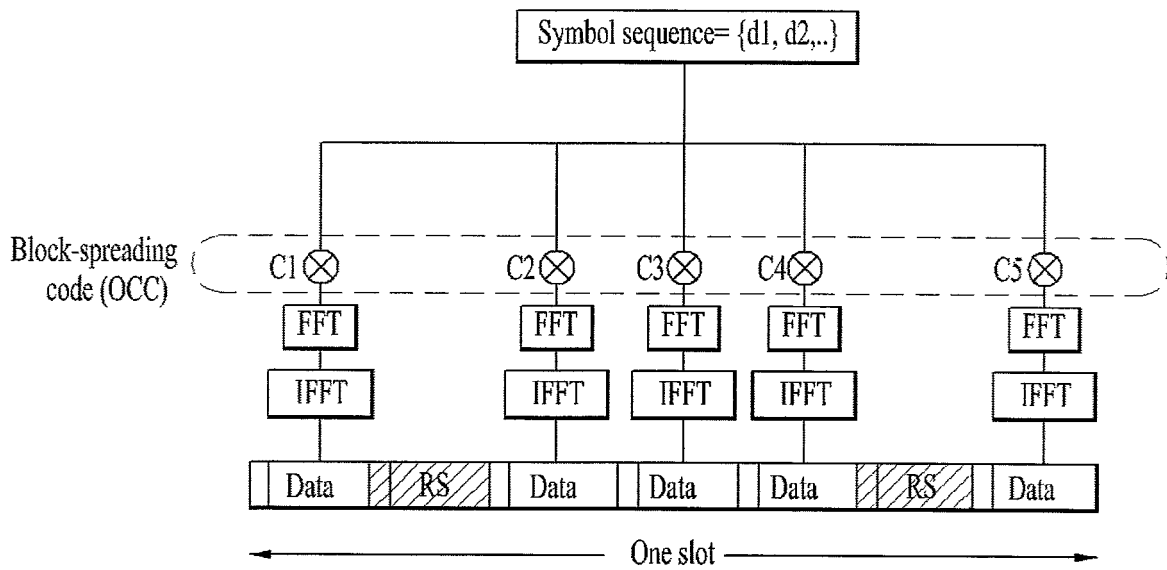 Symbol sequence= {d1, d2,..}
Block-spreading
code (OCC)
C1
C2
C3
C4
C5
FFT
FFT
FFT
FFT
FFT
IFFT
IFFT
IFFT
IFFT
IFFT
Data
RS
Data
Data
Data
RS
Data
One slot